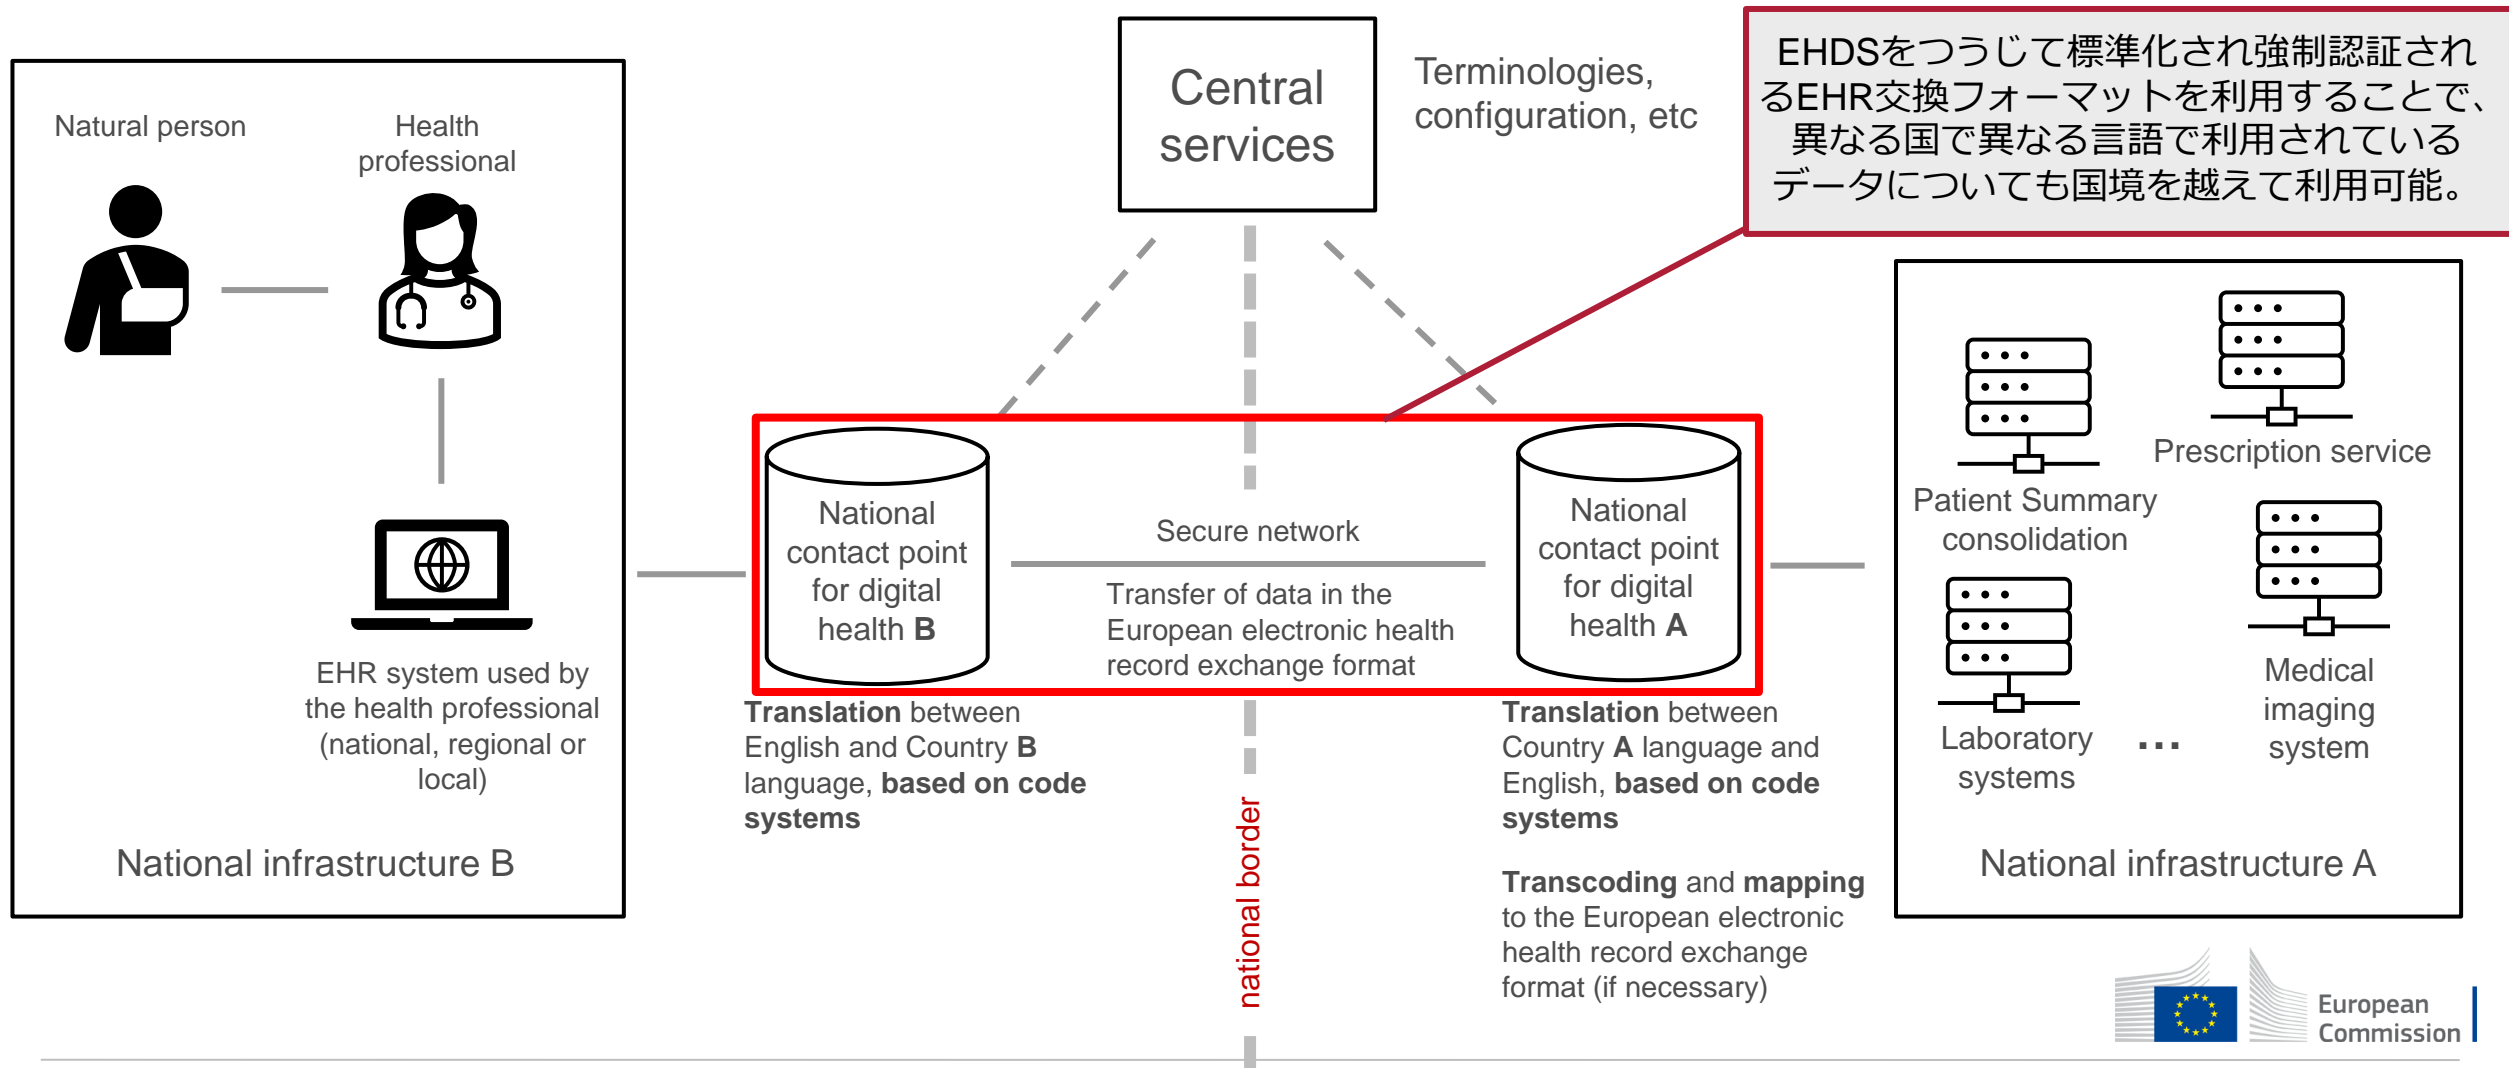 Natural person
Health
professional
EHR system used by
the health professional
(national, regional or
local)
National infrastructure B
Central
services
Terminologies,
configuration, etc
EHDSをつうじて標準化され強制認証され
るEHR交換フォーマットを利用することで、
異なる国で異なる言語で利用されている
データについても国境を越えて利用可能。
National
contact point
for digital
health B
Secure network
Transfer of data in the
European electronic health
record exchange format
National
contact point
for digital
health A
Translation between
English and Country B
language, based on code
systems
national border
Translation between
Country A language and
English, based on code
systems
Transcoding and mapping
to the European electronic
health record exchange
format (if necessary)
Prescription service
Patient Summary
consolidation
Laboratory
systems
...
Medical
imaging
system
National infrastructure A
European
Commission